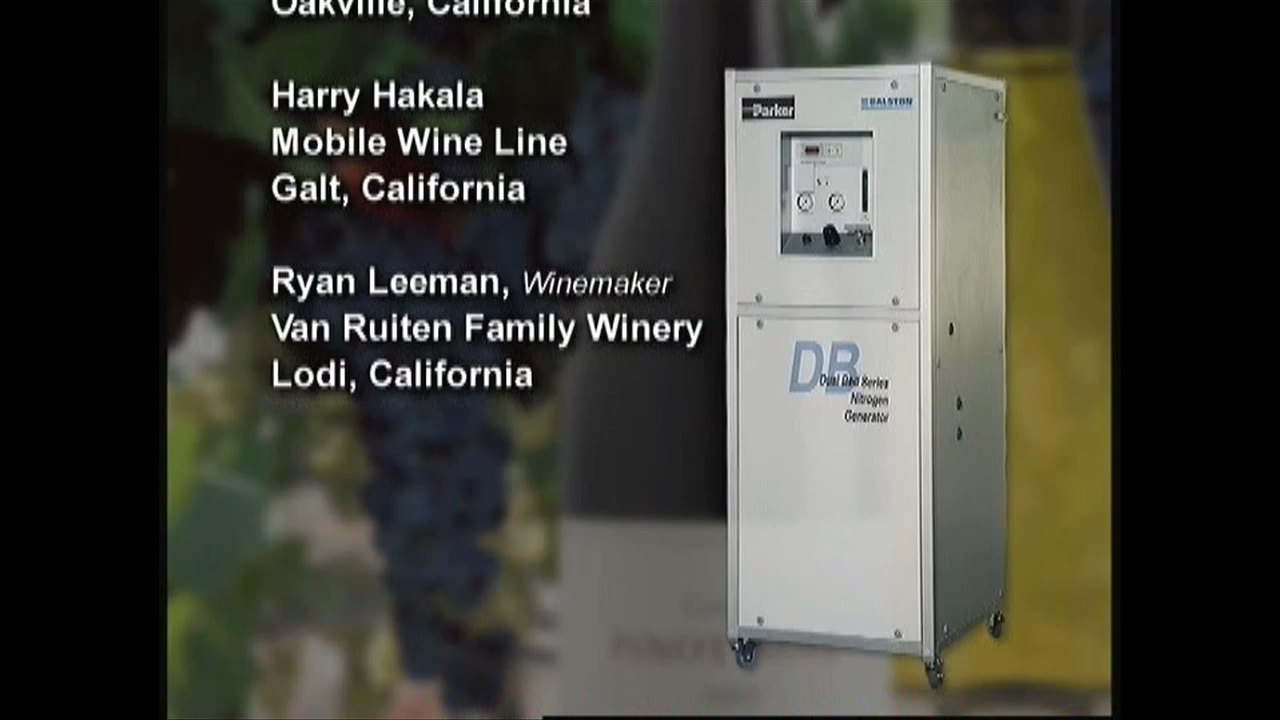 Oakville, California
Harry Hakala
Mobile Wine Line
Galt, California
Ryan Leeman, Winemaker
Van Ruiten Family Winery
Lodi, California
Parker
BALSTON
DB
Dual Bed Series
Nitrogen
Generator